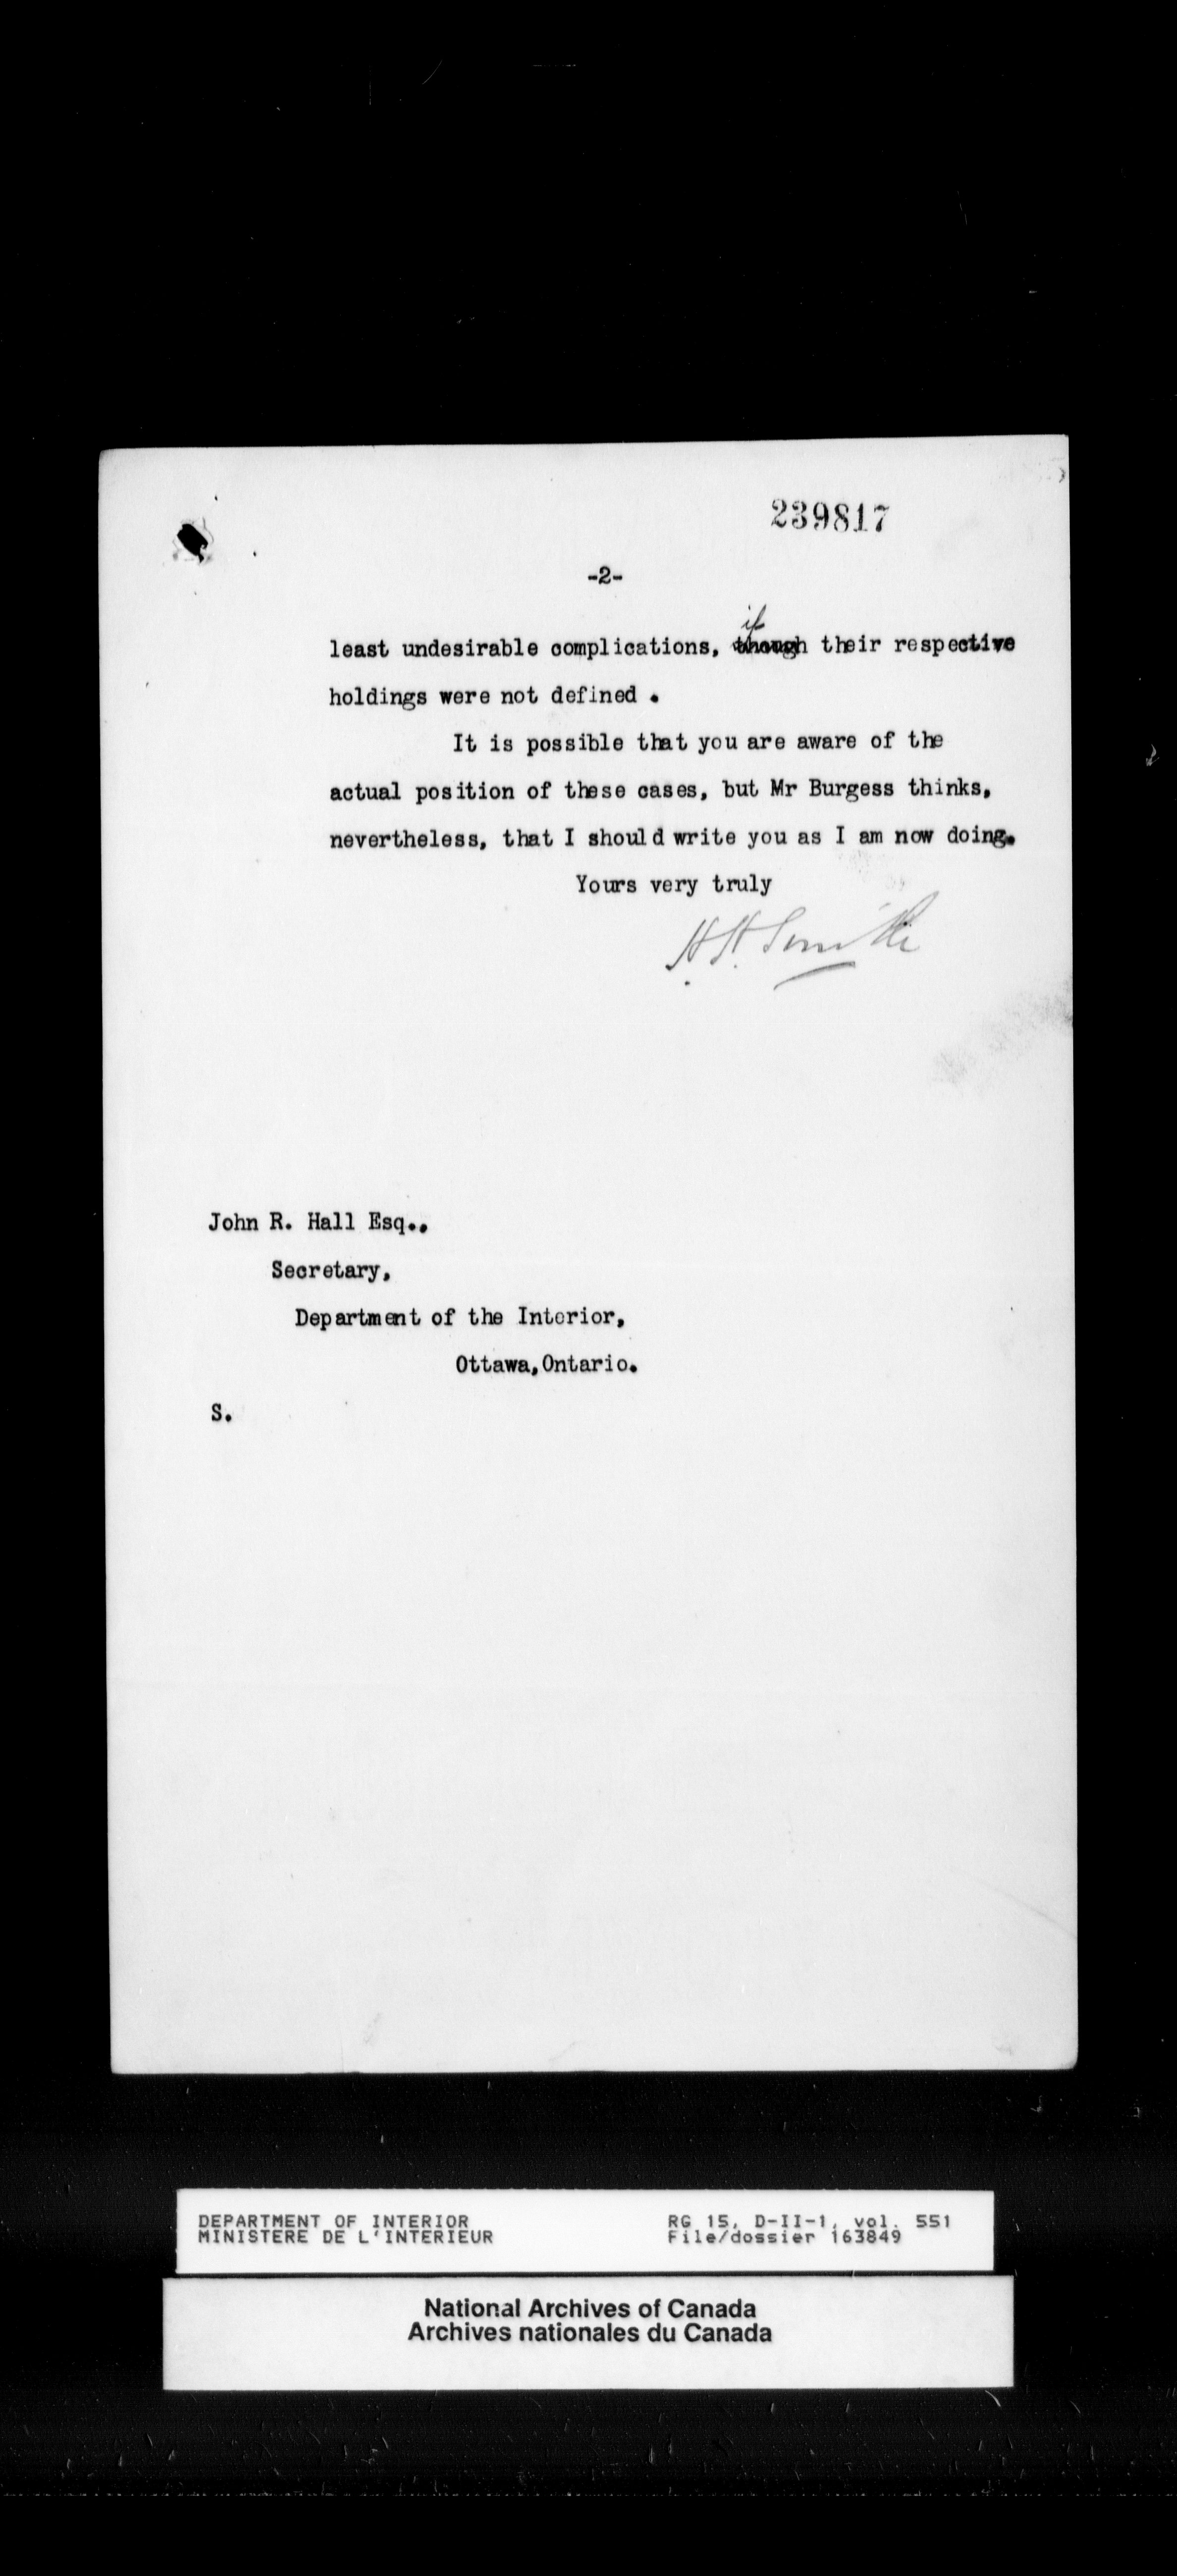 239817
-2-
if
least undesirable complications, though their respective
holdings were not defined .
It is possible that you are aware of the
actual position of these cases, but Mr Burgess thinks,
nevertheless, that I should write you as I am now doing.
Yours very truly
H.H. Smith
John R. Hall Esq.,
Secretary,
Department of the Interior,
Ottawa,Ontario.
S.
DEPARTMENT OF INTERIOR
MINISTERE DE L'INTERIEUR
RG 15, D-II-1, vol. 551
File/dossier 163849
National Archives of Canada
Archives nationales du Canada